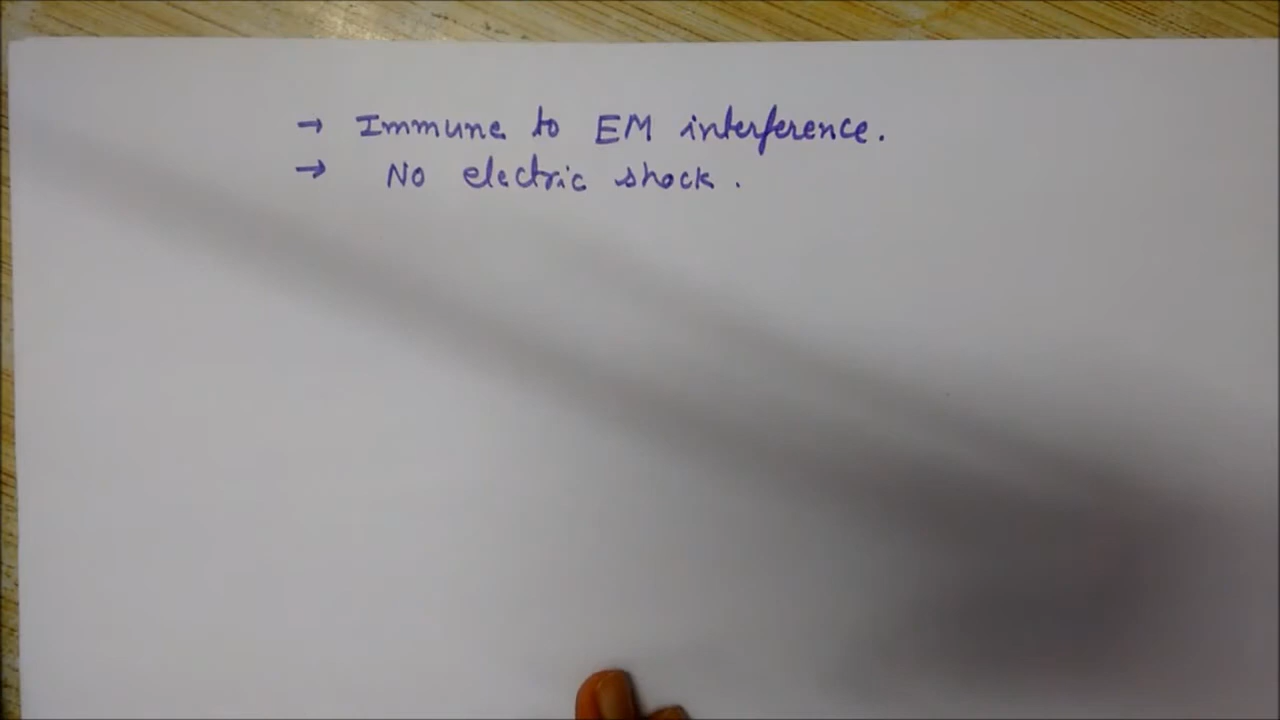 → Immune to EM interference.
→ No electric shock.